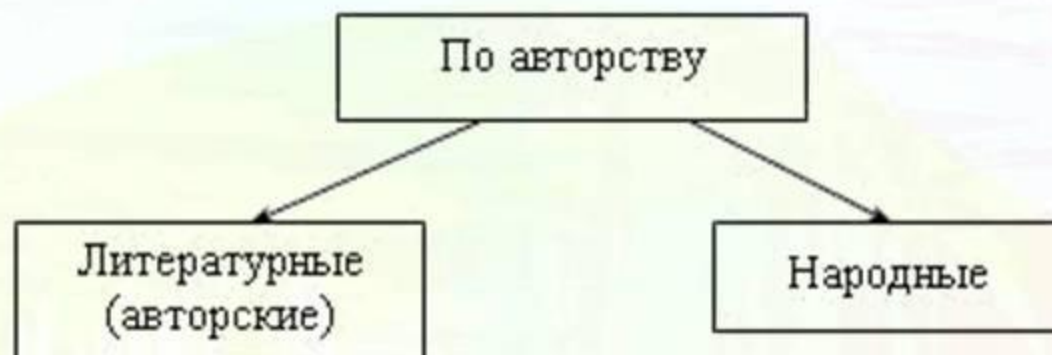 По авторству
Литературные
(авторские)
Народные